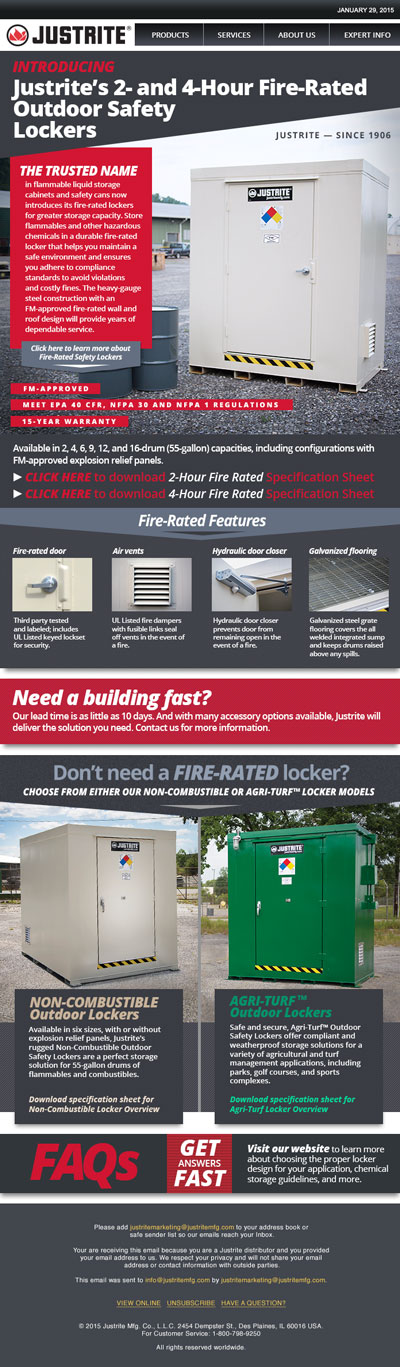 JANUARY 29, 2015
JUSTRITE®
PRODUCTS
SERVICES
ABOUT US
EXPERT INFO
INTRODUCING
Justrite's 2- and 4-Hour Fire-Rated
Outdoor Safety
Lockers
JUSTRITE — SINCE 1906
THE TRUSTED NAME
in flammable liquid storage
cabinets and safety cans now
introduces its fire-rated lockers
for greater storage capacity. Store
flammables and other hazardous
chemicals in a durable fire-rated
locker that helps you maintain a
safe environment and ensures
you adhere to compliance
standards to avoid violations
and costly fines. The heavy-gauge
steel construction with an
FM-approved fire-rated wall and
roof design will provide years of
dependable service.
Click here to learn more about
Fire-Rated Safety Lockers
JUSTRITE
FM-APPROVED
MEET EPA 40 CFR, NFPA 30 AND NFPA 1 REGULATIONS
15-YEAR WARRANTY
Available in 2, 4, 6, 9, 12, and 16-drum (55-gallon) capacities, including configurations with
FM-approved explosion relief panels.
► CLICK HERE to download 2-Hour Fire Rated Specification Sheet
► CLICK HERE to download 4-Hour Fire Rated Specification Sheet
Fire-Rated Features
Fire-rated door
Third party tested
and labeled; includes
UL Listed keyed lockset
for security.
Air vents
UL Listed fire dampers
with fusible links seal
off vents in the event of
a fire.
Hydraulic door closer
Hydraulic door closer
prevents door from
remaining open in the
event of a fire.
Galvanized flooring
Galvanized steel grate
flooring covers the all
welded integrated sump
and keeps drums raised
above any spills.
Need a building fast?
Our lead time is as little as 10 days. And with many accessory options available, Justrite will
deliver the solution you need. Contact us for more information.
Don't need a FIRE-RATED locker?
CHOOSE FROM EITHER OUR NON-COMBUSTIBLE OR AGRI-TURF™ LOCKER MODELS
JUSTRITE
JUSTRITE
NON-COMBUSTIBLE
Outdoor Lockers
Available in six sizes, with or without
explosion relief panels, Justrite's
rugged Non-Combustible Outdoor
Safety Lockers are a perfect storage
solution for 55-gallon drums of
flammables and combustibles.
Download specification sheet for
Non-Combustible Locker Overview
AGRI-TURF™
Outdoor Lockers
Safe and secure, Agri-Turf™ Outdoor
Safety Lockers offer compliant and
weatherproof storage solutions for a
variety of agricultural and turf
management applications, including
parks, golf courses, and sports
complexes.
Download specification sheet for
Agri-Turf Locker Overview
FAQs
GET
ANSWERS
FAST
Visit our website to learn more
about choosing the proper locker
design for your application, chemical
storage guidelines, and more.
Please add justritemarketing@justritemfg.com to your address book or
safe sender list so our emails reach your Inbox.
Your are receiving this email because you are a Justrite distributor and you provided
your email address to us. We respect your privacy and will not share your email
address or contact information with outside parties.
This email was sent to info@justritemfg.com by justritemarketing@justritemfg.com.
VIEW ONLINE UNSUBSCRIBE HAVE A QUESTION?
© 2015 Justrite Mfg. Co., L.L.C. 2454 Dempster St., Des Plaines, IL 60016 USA.
For Customer Service: 1-800-798-9250
All rights reserved worldwide.